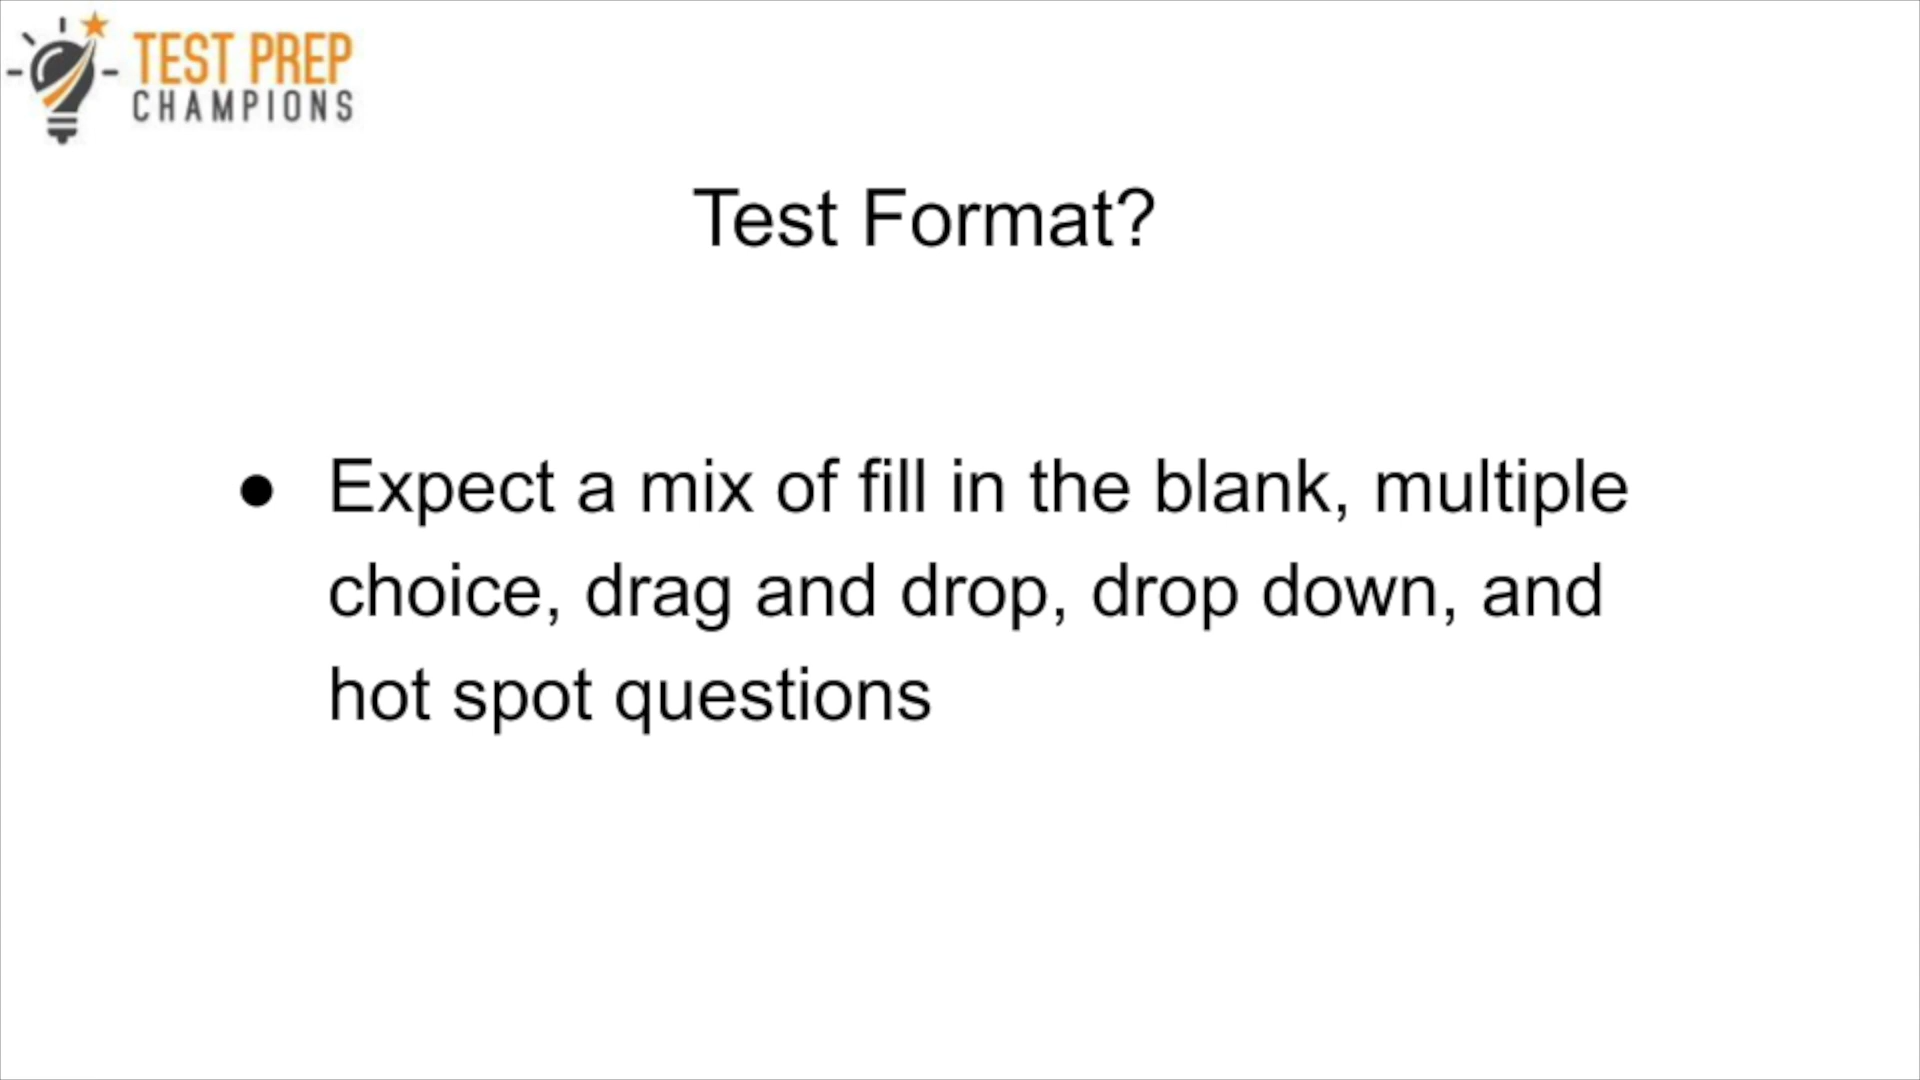 TEST PREP
CHAMPIONS
Test Format?
● Expect a mix of fill in the blank, multiple
choice, drag and drop, drop down, and
hot spot questions